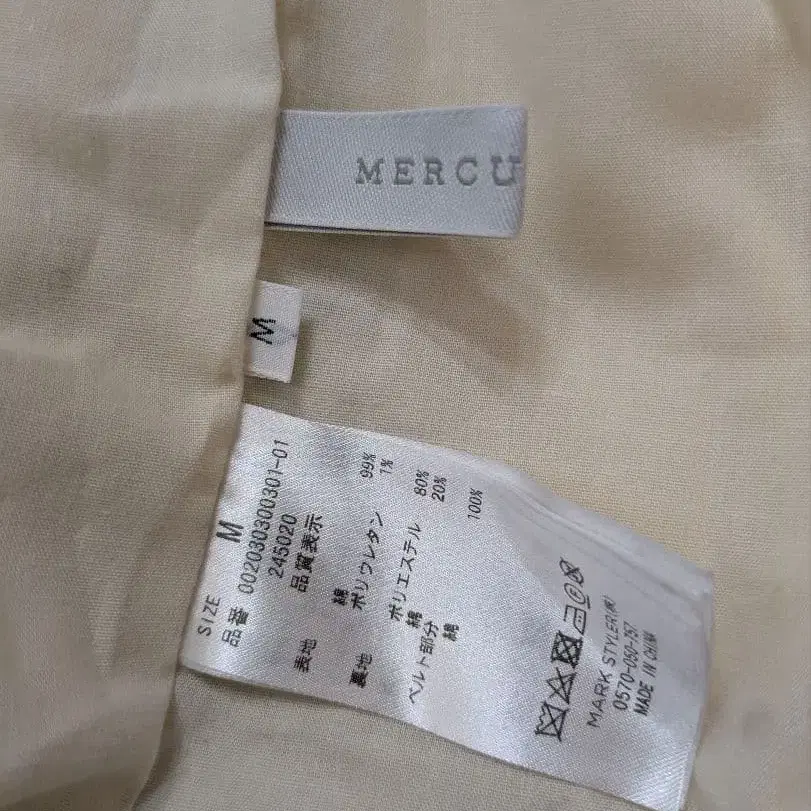 MERCU
M
SIZE M
品番 002030300301-01
245020
品質表示
表地 綿 99%
ポリウレタン 1%
裏地 ポリエステル 80%
綿 20%
ベルト部分
綿 100%
MARK STYLER(株)
0570-050-757
MADE IN CHINA